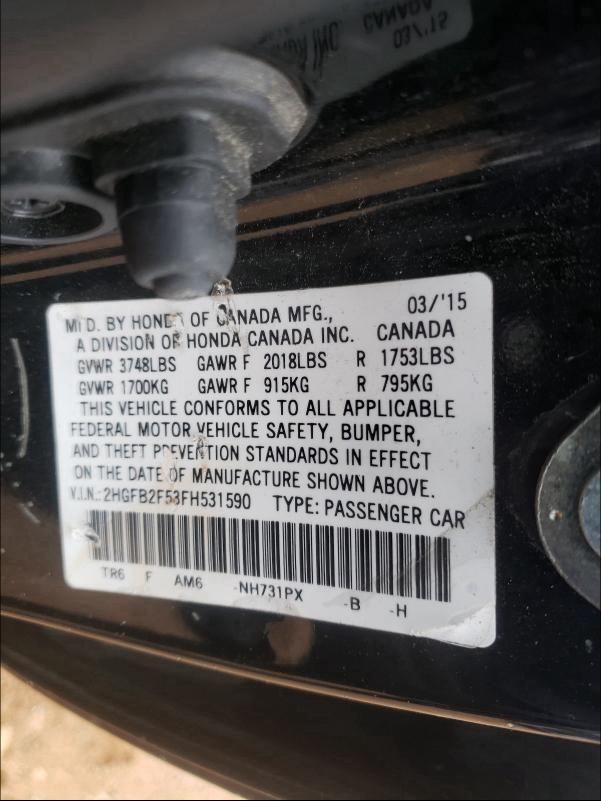 CANADA
INC.
03/'15
MFD. BY HONDA OF CANADA MFG., 03/'15
A DIVISION OF HONDA CANADA INC. CANADA
GVWR 3748LBS GAWR F 2018LBS R 1753LBS
GVWR 1700KG GAWR F 915KG R 795KG
THIS VEHICLE CONFORMS TO ALL APPLICABLE
FEDERAL MOTOR VEHICLE SAFETY, BUMPER,
AND THEFT PREVENTION STANDARDS IN EFFECT
ON THE DATE OF MANUFACTURE SHOWN ABOVE.
V.I.N.: 2HGFB2F53FH531590 TYPE: PASSENGER CAR
TR6 F AM6 -NH731PX -B -H